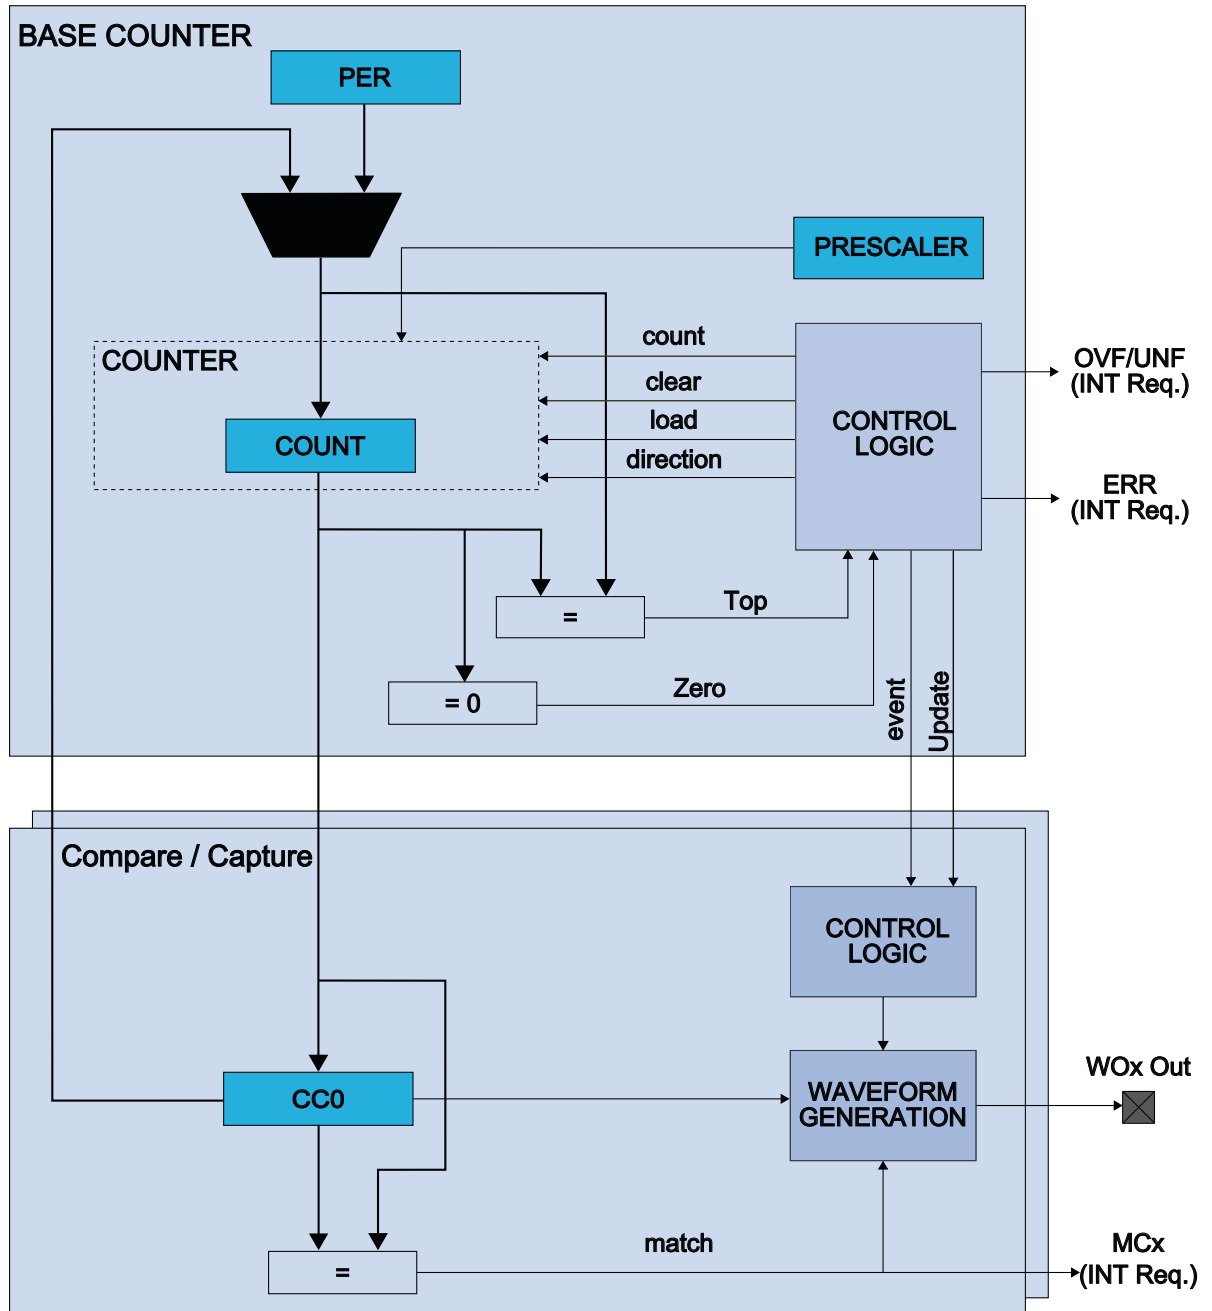 BASE COUNTER
PER
PRESCALER
COUNTER
count
clear
load
direction
COUNT
CONTROL
LOGIC
OVF/UNF
(INT Req.)
ERR
(INT Req.)
=
Top
= 0
Zero
event
Update
Compare / Capture
CONTROL
LOGIC
CC0
WAVEFORM
GENERATION
WOx Out
=
match
MCx
(INT Req.)